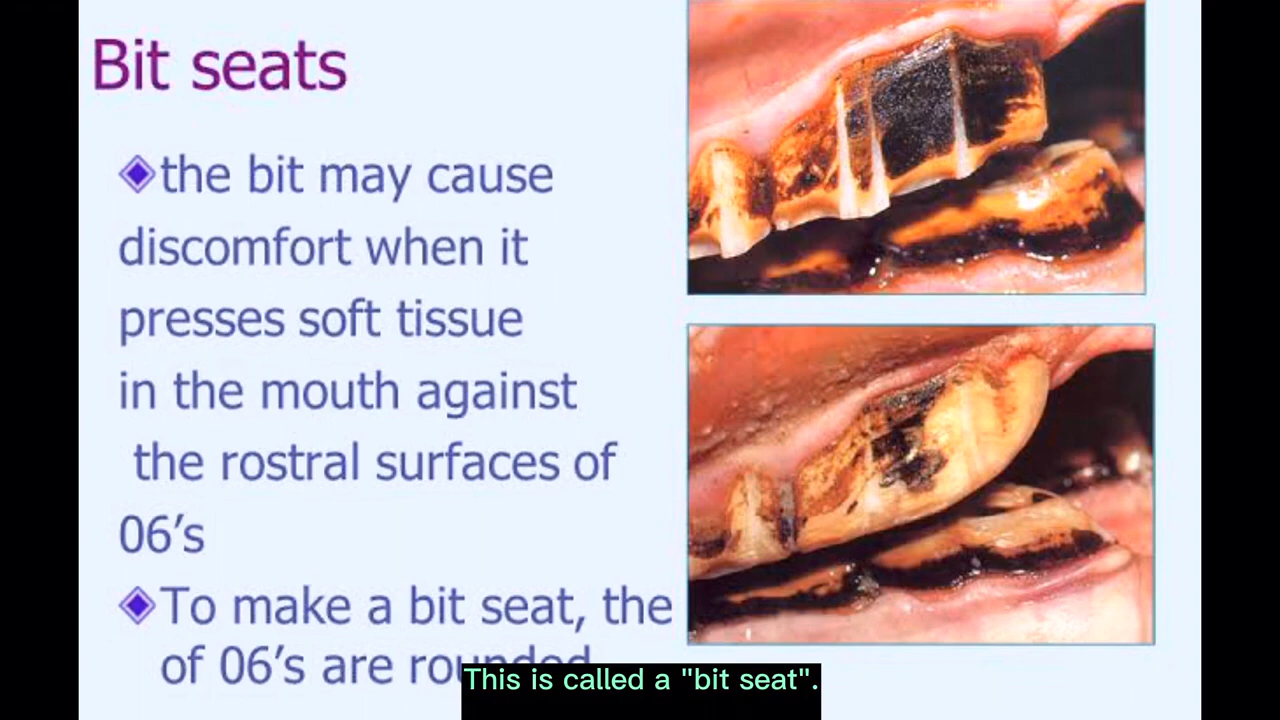 Bit seats
the bit may cause
discomfort when it
presses soft tissue
in the mouth against
the rostral surfaces of
06's
To make a bit seat, the
of 06's are rounded
This is called a "bit seat".